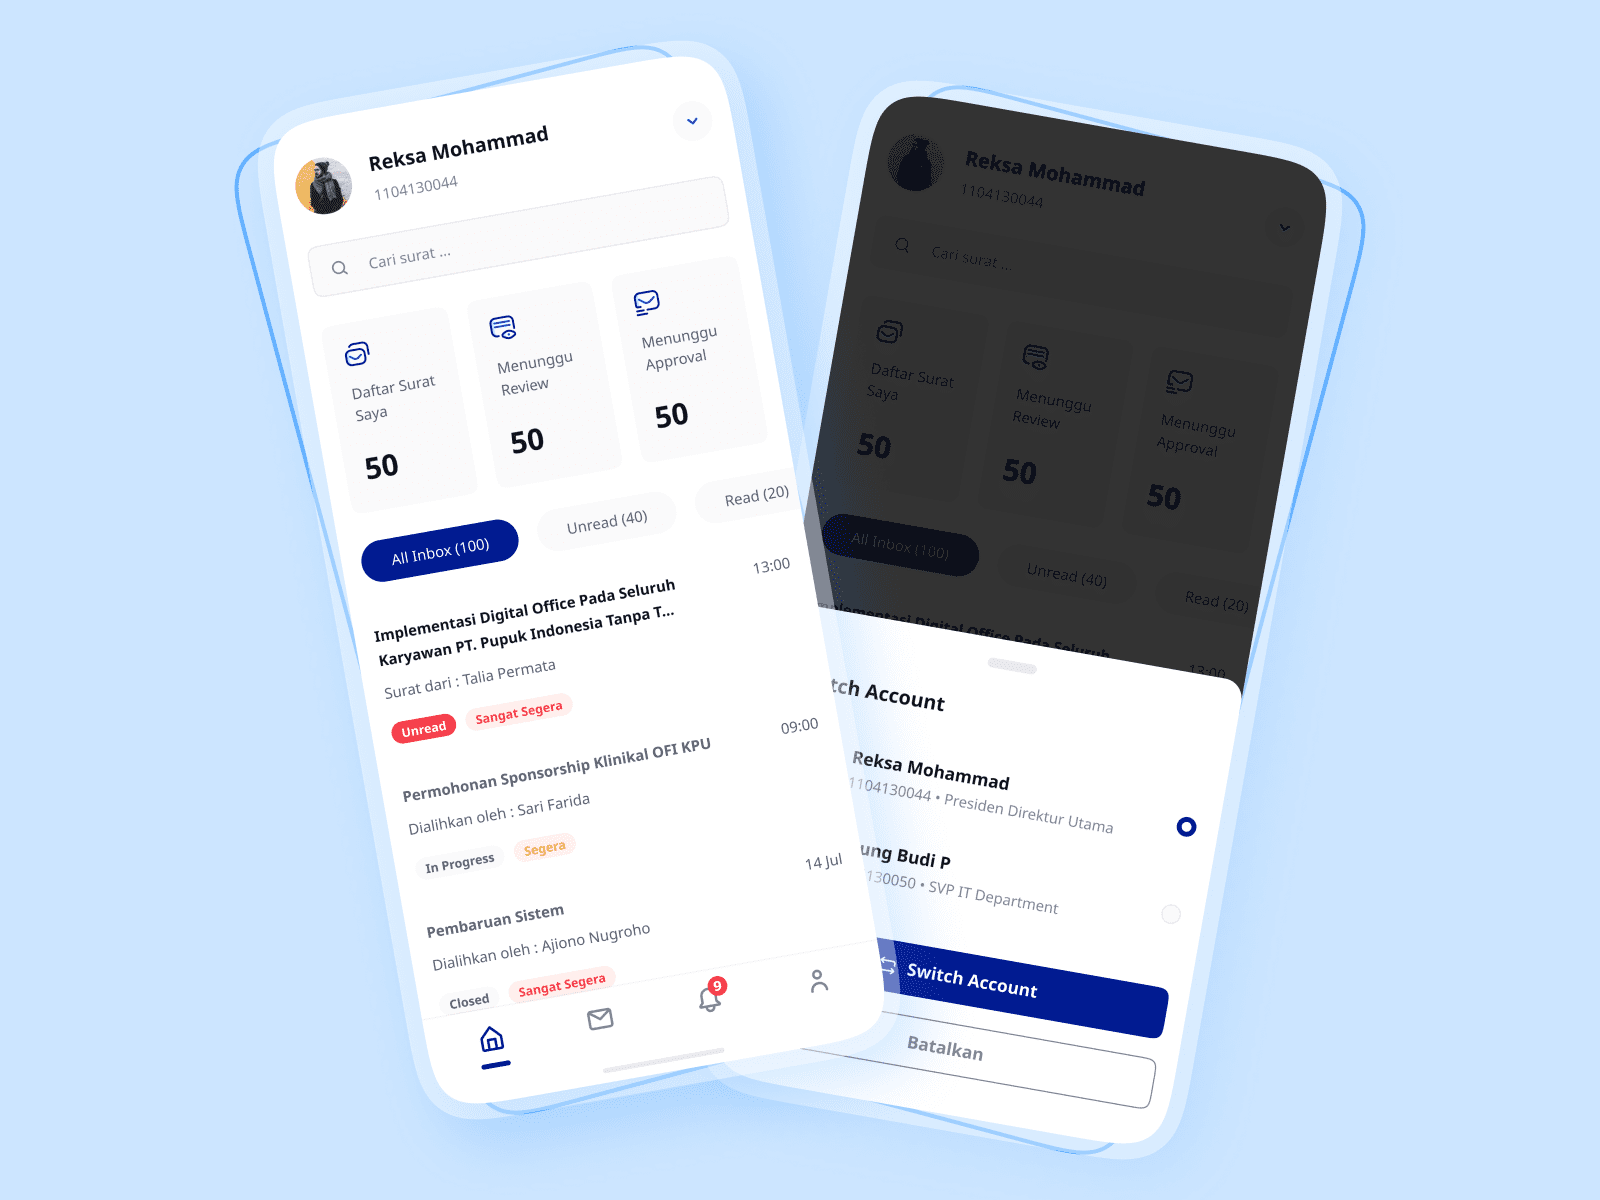 Reksa Mohammad
1104130044
Cari surat ...
Daftar Surat
Saya
50
Menunggu
Review
50
Menunggu
Approval
50
All Inbox (100)
Unread (40)
Read (20)
Implementasi Digital Office Pada Seluruh
Karyawan PT. Pupuk Indonesia Tanpa T...
13:00
Surat dari : Talia Permata
Unread
Sangat Segera
Permohonan Sponsorship Klinikal OFI KPU
09:00
Dialihkan oleh : Sari Farida
In Progress
Segera
Pembaruan Sistem
14 Jul
Dialihkan oleh : Ajiono Nugroho
Closed
Sangat Segera
9
Reksa Mohammad
1104130044
Cari surat ...
Daftar Surat
Saya
50
Menunggu
Review
50
Menunggu
Approval
50
All Inbox (100)
Unread (40)
Read (20)
Implementasi Digital Office Pada Seluruh
13:00
tch Account
Reksa Mohammad
1104130044 • Presiden Direktur Utama
ung Budi P
130050 • SVP IT Department
Switch Account
Batalkan